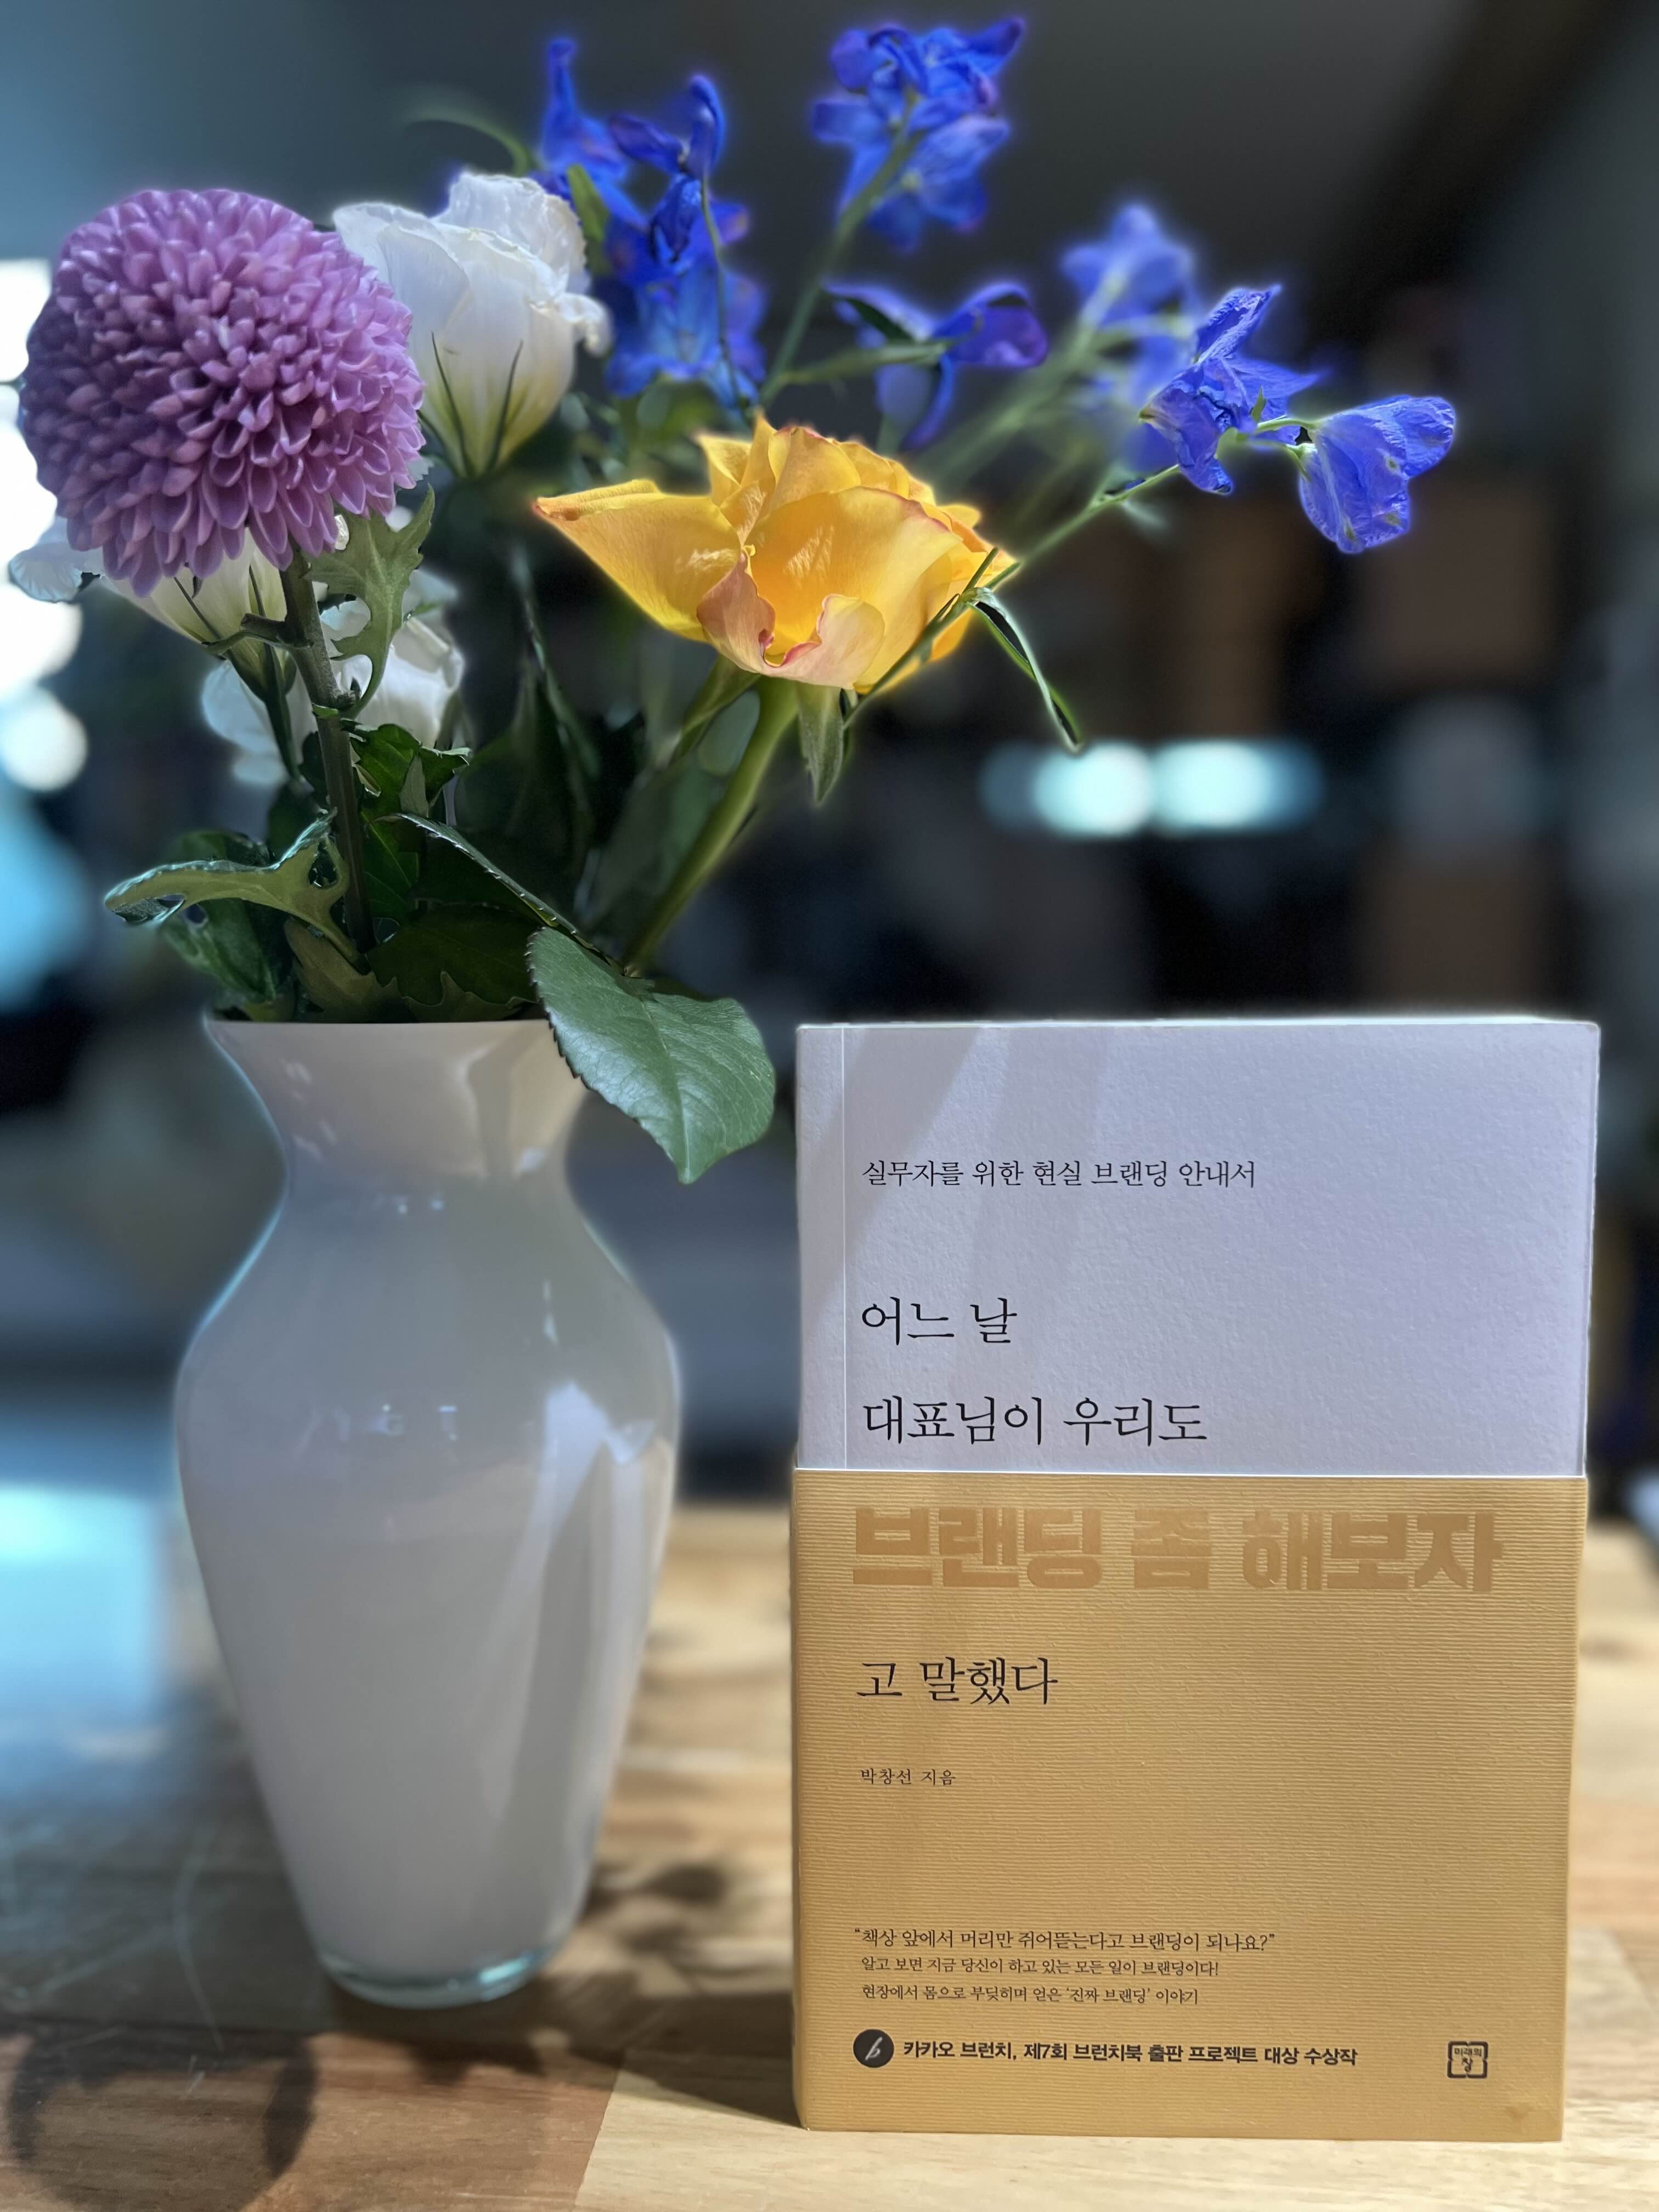 실무자를 위한 현실 브랜딩 안내서
어느 날
대표님이 우리도
브랜딩 좀 해보자
고 말했다
박창선 지음
“책상 앞에서 머리만 쥐어뜯는다고 브랜딩이 되나요?”
알고 보면 지금 당신이 하고 있는 모든 일이 브랜딩이다!
현장에서 몸으로 부딪히며 얻은 ‘진짜 브랜딩’ 이야기
b 카카오 브런치, 제7회 브런치북 출판 프로젝트 대상 수상작
미래의
창